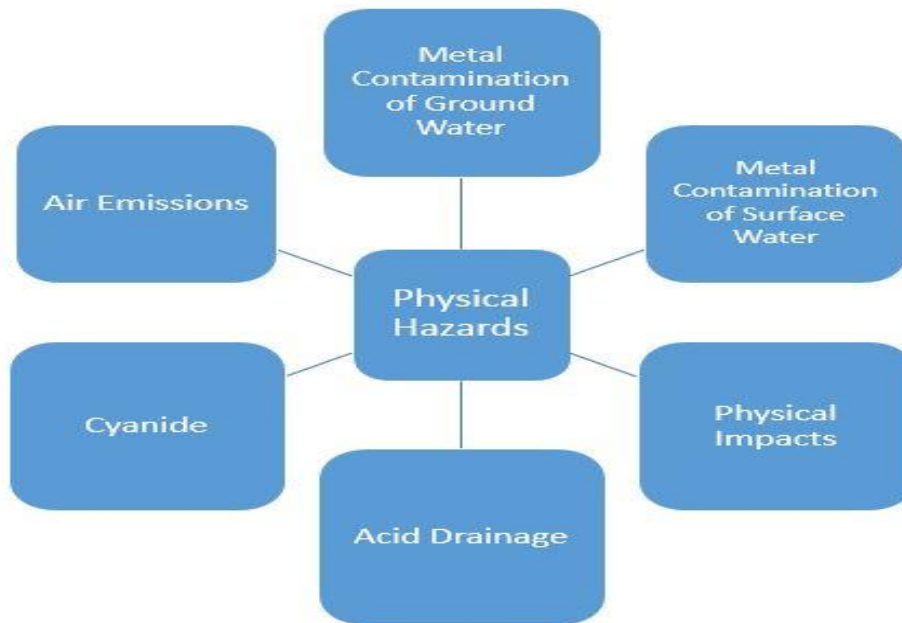 Metal
Contamination
of Ground
Water
Air Emissions
Metal
Contamination
of Surface
Water
Physical
Hazards
Cyanide
Physical
Impacts
Acid Drainage